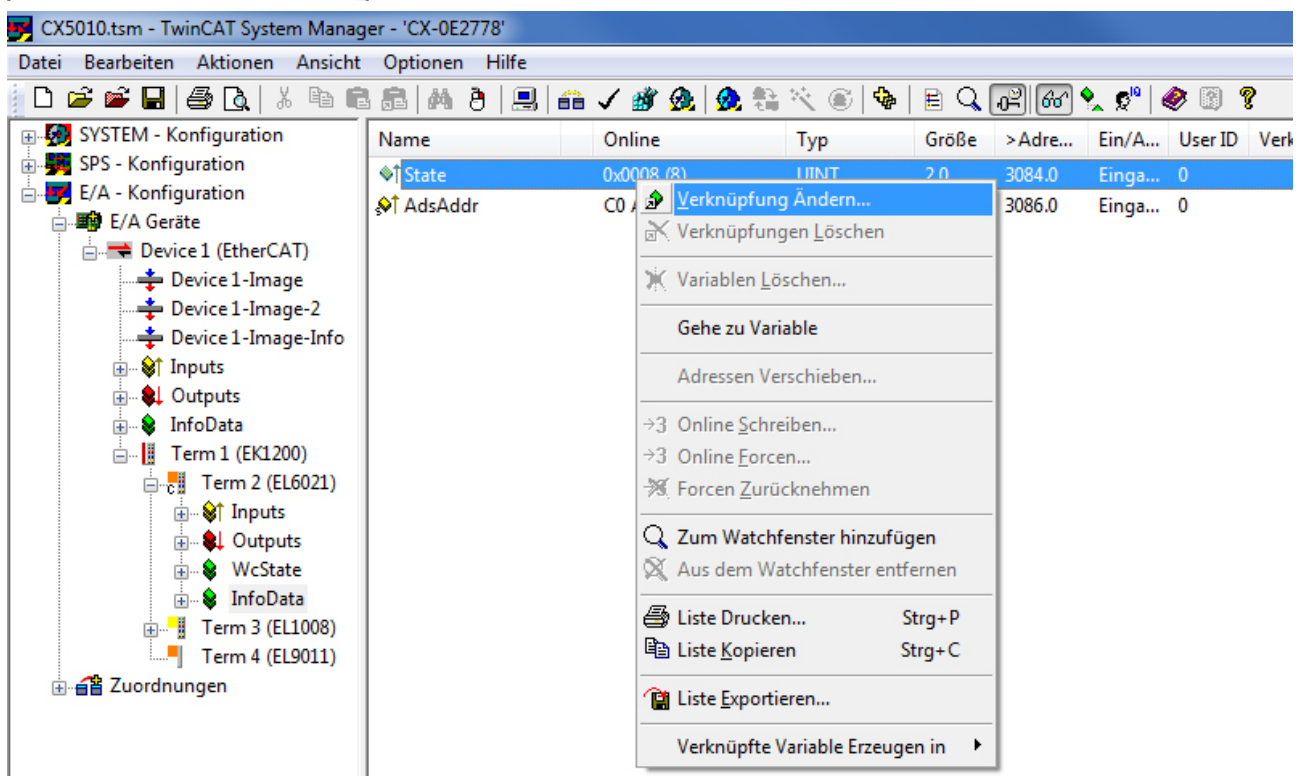 CX5010.tsm - TwinCAT System Manager - 'CX-0E2778'
Datei Bearbeiten Aktionen Ansicht Optionen Hilfe
SYSTEM - Konfiguration
SPS - Konfiguration
E/A - Konfiguration
E/A Geräte
Device 1 (EtherCAT)
Device 1-Image
Device 1-Image-2
Device 1-Image-Info
Inputs
Outputs
InfoData
Term 1 (EK1200)
Term 2 (EL6021)
Inputs
Outputs
WcState
InfoData
Term 3 (EL1008)
Term 4 (EL9011)
Zuordnungen
Name Online Typ Größe >Adre... Ein/A... User ID Verk
State 0x0008 (8) UINT 2.0 3084.0 Einga... 0
AdsAddr C0 3086.0 Einga... 0
Verknüpfung Ändern...
Verknüpfungen Löschen
Variablen Löschen...
Gehe zu Variable
Adressen Verschieben...
→3 Online Schreiben...
→3 Online Forcen...
Forcen Zurücknehmen
Zum Watchfenster hinzufügen
Aus dem Watchfenster entfernen
Liste Drucken... Strg+P
Liste Kopieren Strg+C
Liste Exportieren...
Verknüpfte Variable Erzeugen in